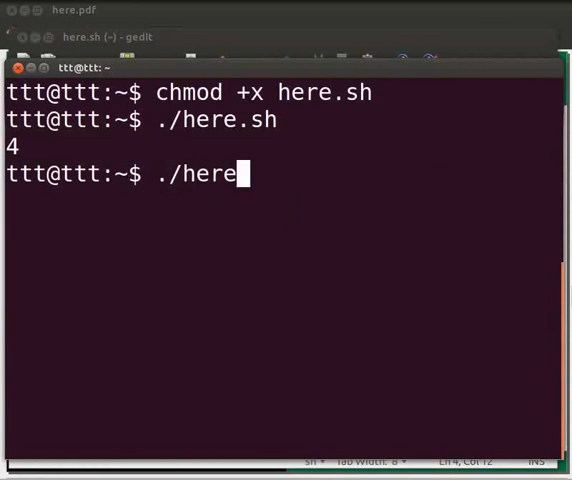 here.pdf
here.sh (~) - gedit
ttt@ttt: ~
ttt@ttt:~$ chmod +x here.sh
ttt@ttt:~$ ./here.sh
4
ttt@ttt:~$ ./here
sh Tab Width: 8 Ln 4, Col 12 INS